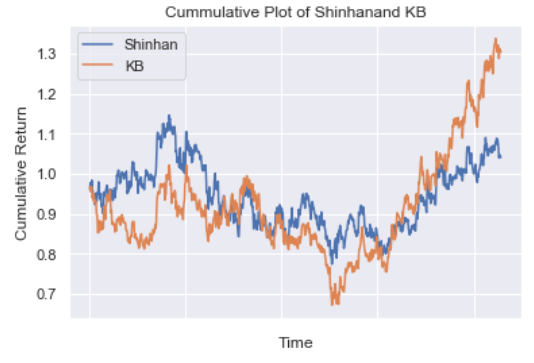 Cummulative Plot of Shinhanand KB
Shinhan
KB
1.3
1.2
1.1
1.0
0.9
0.8
0.7
Cumulative Return
Time